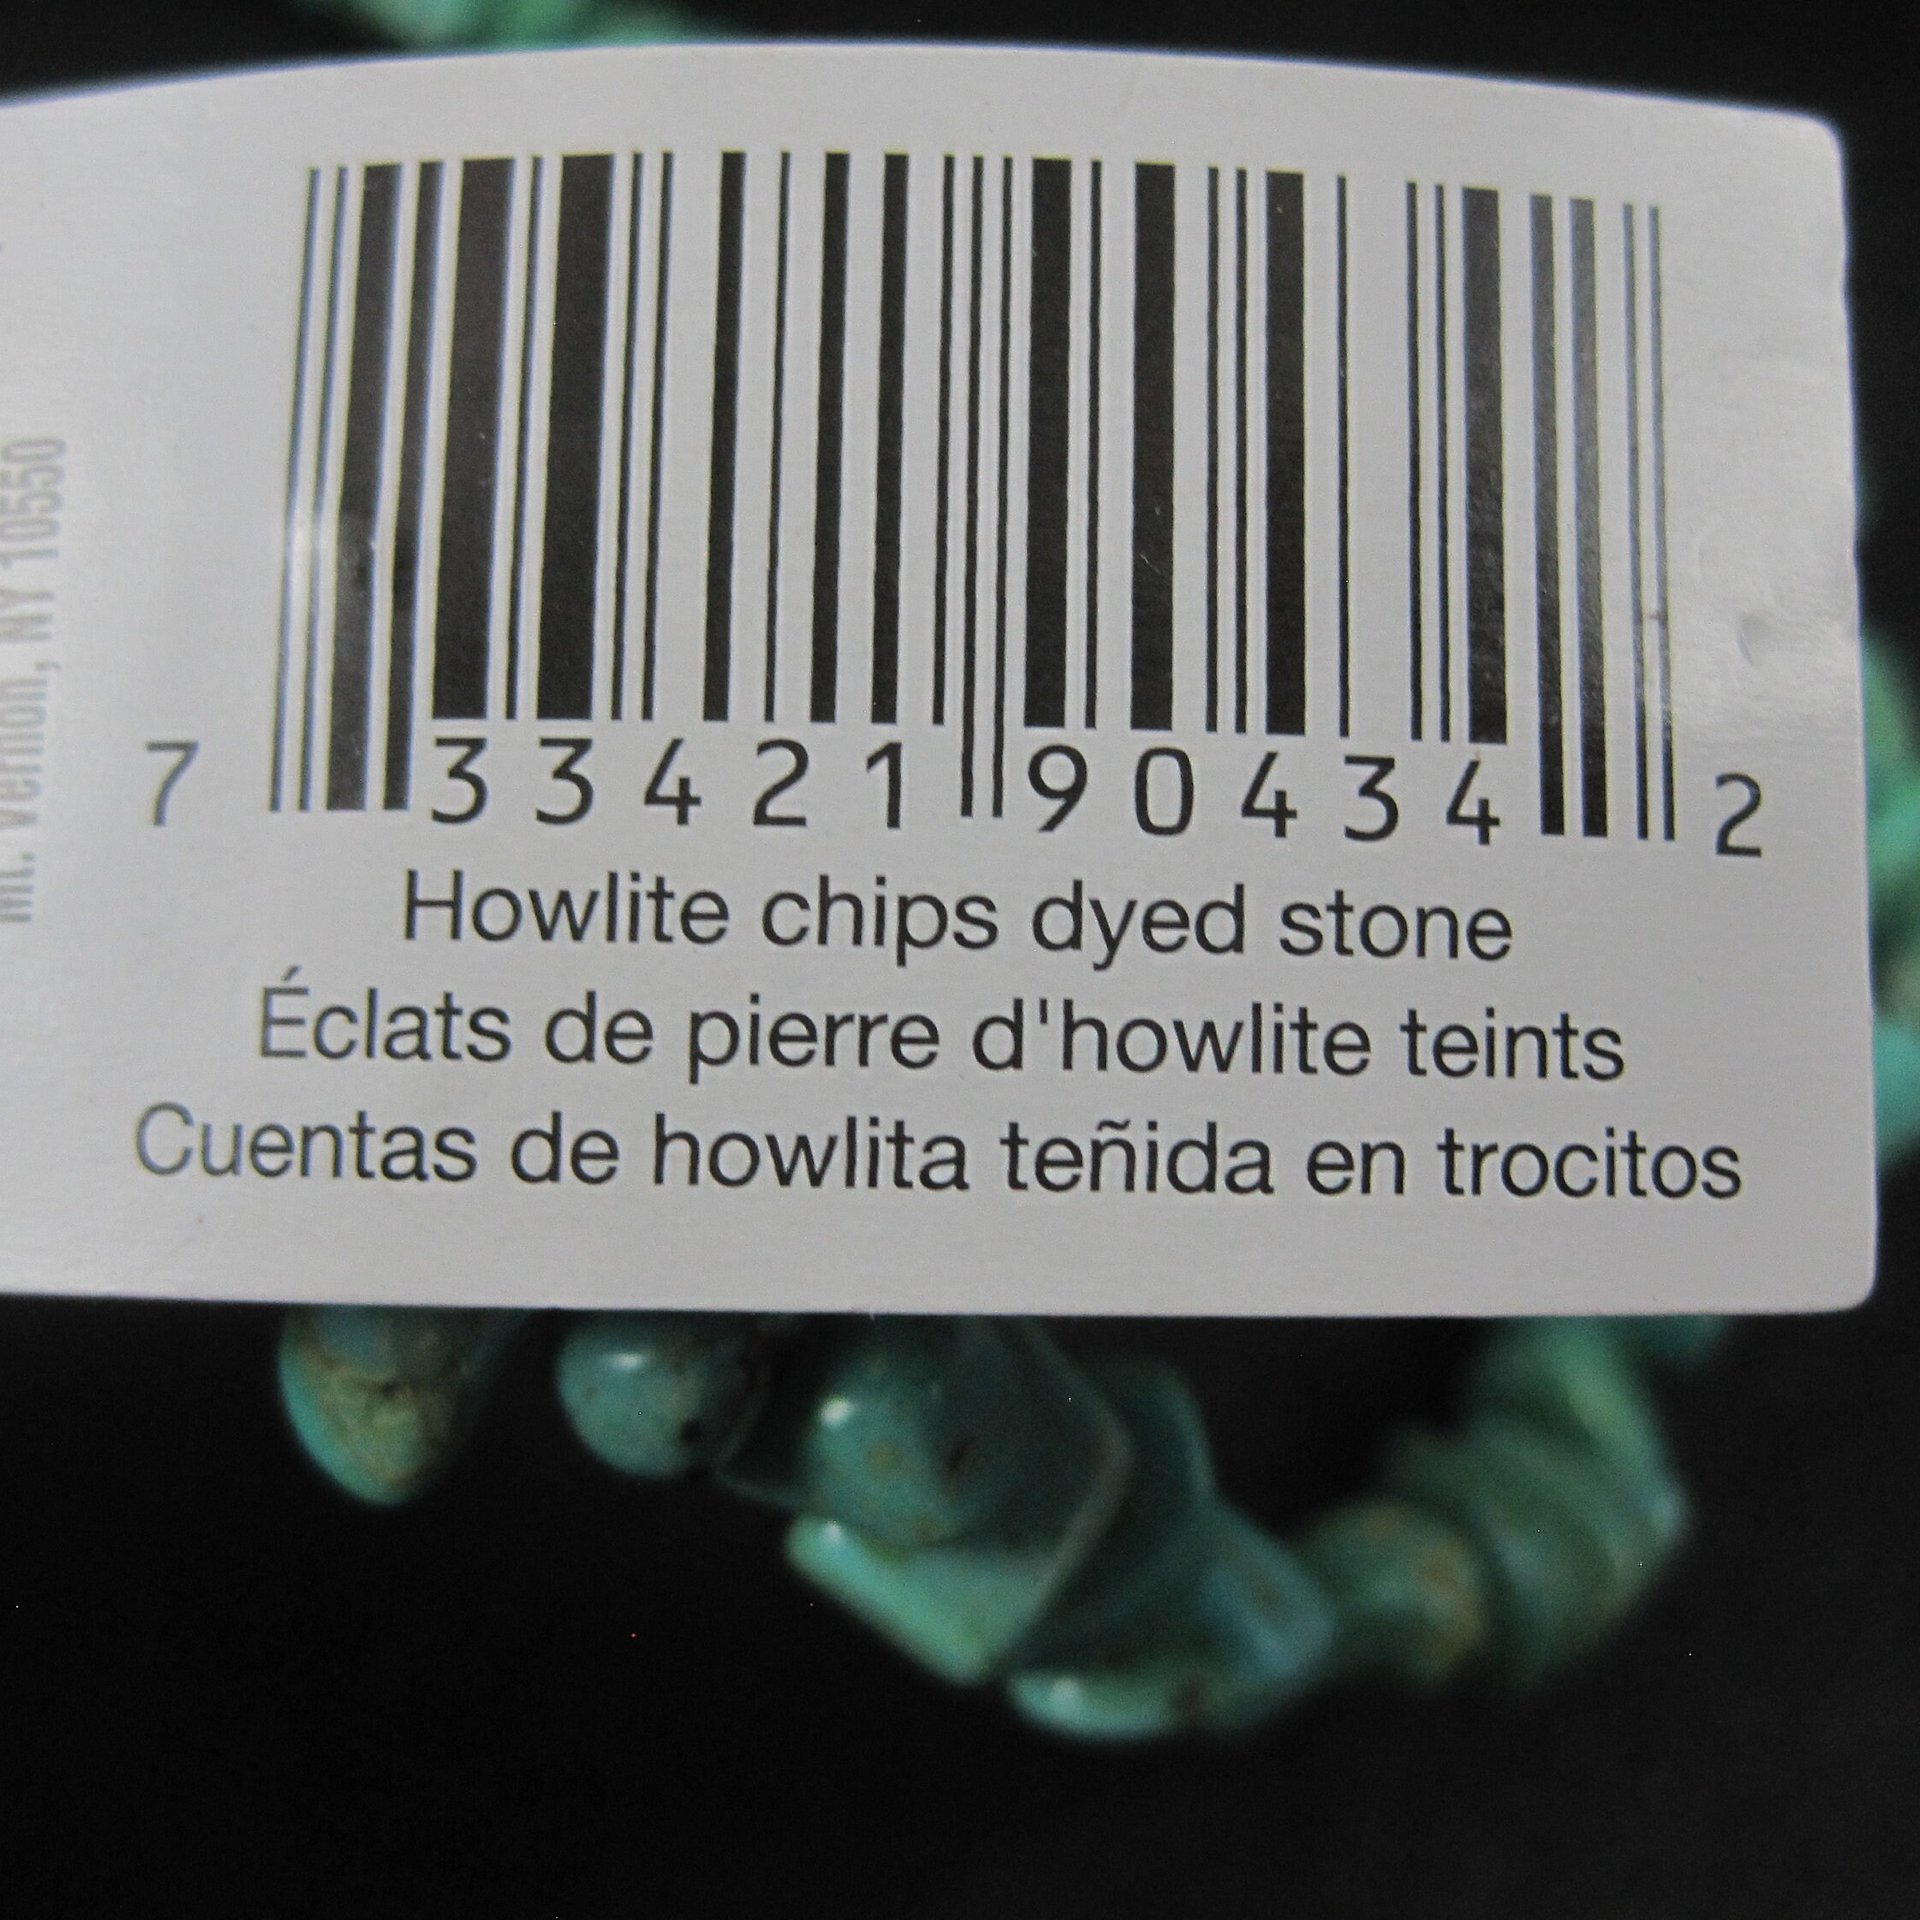 Mt. Vernon, NY 10550
7 33421 90434 2
Howlite chips dyed stone
Éclats de pierre d'howlite teints
Cuentas de howlita teñida en trocitos